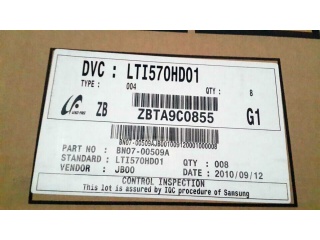 DVC : LTI570HD01
TYPE : 004 QTY : 8
ZB ZBTA9C0855 G1
PART NO : BN07-00509A QTY : 008
STANDARD : LTI570HD01
VENDOR : JB00 DATE : 2010/09/12
CONTROL INSPECTION
This lot is assured by IQC procedure of Samsung